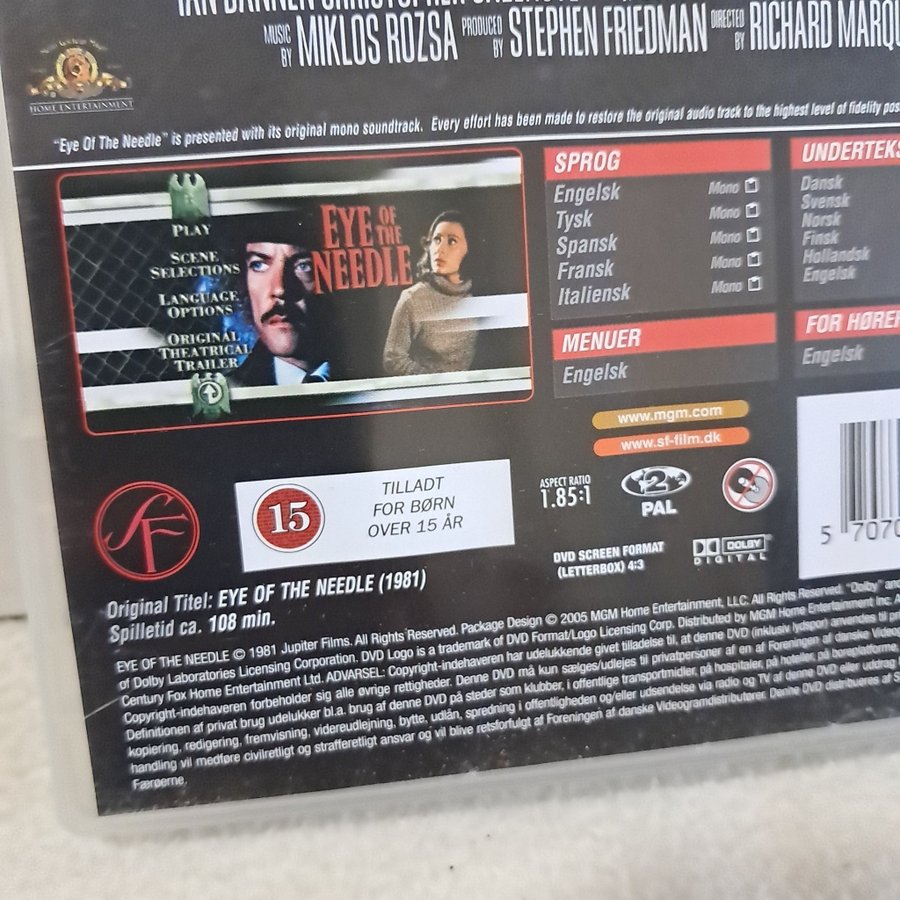 MUSIC BY MIKLOS ROZSA PRODUCED BY STEPHEN FRIEDMAN DIRECTED BY RICHARD MARQU
HOME ENTERTAINMENT
"Eye Of The Needle" is presented with its original mono soundtrack. Every effort has been made to restore the original audio track to the highest level of fidelity pos
PLAY
SCENE
SELECTIONS
LANGUAGE
OPTIONS
ORIGINAL
THEATRICAL
TRAILER
EYE OF THE
NEEDLE
SPROG
Engelsk Mono
Tysk Mono
Spansk Mono
Fransk Mono
Italiensk Mono
MENUER
Engelsk
UNDERTEKS
Dansk
Svensk
Norsk
Finsk
Hollandsk
Engelsk
FOR HØRER
Engelsk
www.mgm.com
www.sf-film.dk
SF
15
TILLADT
FOR BØRN
OVER 15 ÅR
ASPECT RATIO
1.85:1
2
PAL
DVD SCREEN FORMAT
(LETTERBOX) 4:3
DOLBY
DIGITAL
5 7070
Original Titel: EYE OF THE NEEDLE (1981)
Spilletid ca. 108 min.
EYE OF THE NEEDLE © 1981 Jupiter Films. All Rights Reserved. Package Design © 2005 MGM Home Entertainment, LLC. All Rights Reserved. "Dolby" and
of Dolby Laboratories Licensing Corporation. DVD Logo is a trademark of DVD Format/Logo Licensing Corp. Distributed by MGM Home Entertainment Inc. A
Century Fox Home Entertainment Ltd. ADVARSEL: Copyright-indehaveren har udelukkende givet tilladelse til, at denne DVD (inklusiv lydspor) anvendes til pri
Copyright-indehaveren forbeholder sig alle øvrige rettigheder. Denne DVD må kun sælges/udlejes til privatpersoner af en af Foreningen af danske Videog
Definitionen af privat brug udelukker bl.a. brug af denne DVD på steder som klubber, i offentlige transportmidler, på hospitaler, på hoteller, på boreplatforme,
kopiering, redigering, fremvisning, videreudlejning, bytte, udlån, spredning i offentligheden og/eller udsendelse via radio og TV af denne DVD eller uddrag
handling vil medføre civilretligt og strafferetligt ansvar og vil blive retsforfulgt af Foreningen af danske Videogramdistributører. Denne DVD distribueres af S
Færøerne.